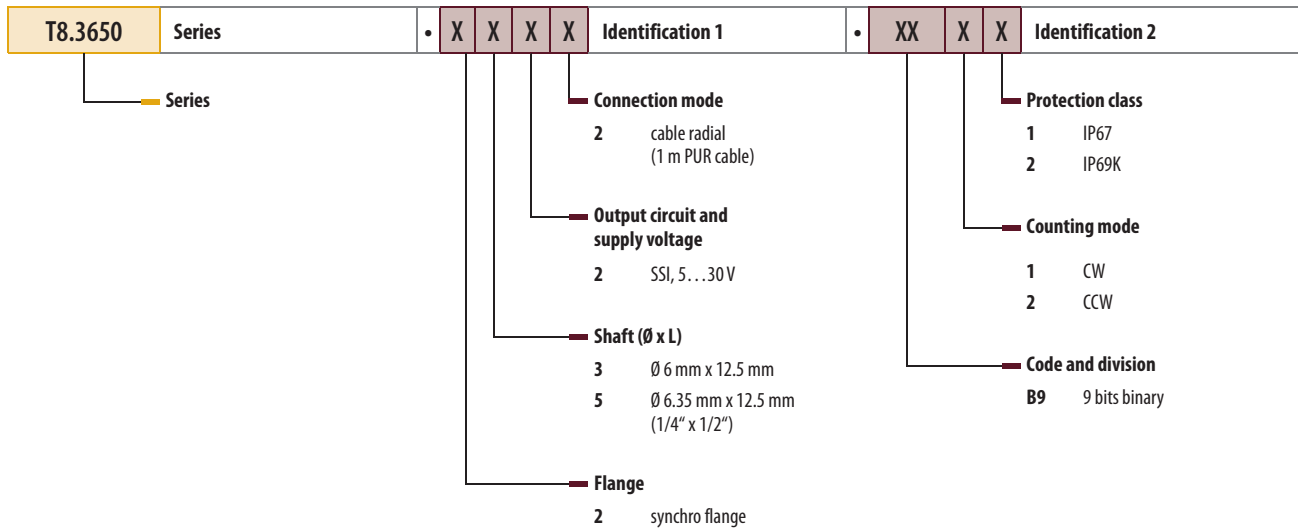 T8.3650 Series • X X X X Identification 1 • XX X X Identification 2
Series
Connection mode
2 cable radial
(1 m PUR cable)
Output circuit and
supply voltage
2 SSI, 5…30 V
Shaft (Ø x L)
3 Ø 6 mm x 12.5 mm
5 Ø 6.35 mm x 12.5 mm
(1/4“ x 1/2“)
Flange
2 synchro flange
Protection class
1 IP67
2 IP69K
Counting mode
1 CW
2 CCW
Code and division
B9 9 bits binary